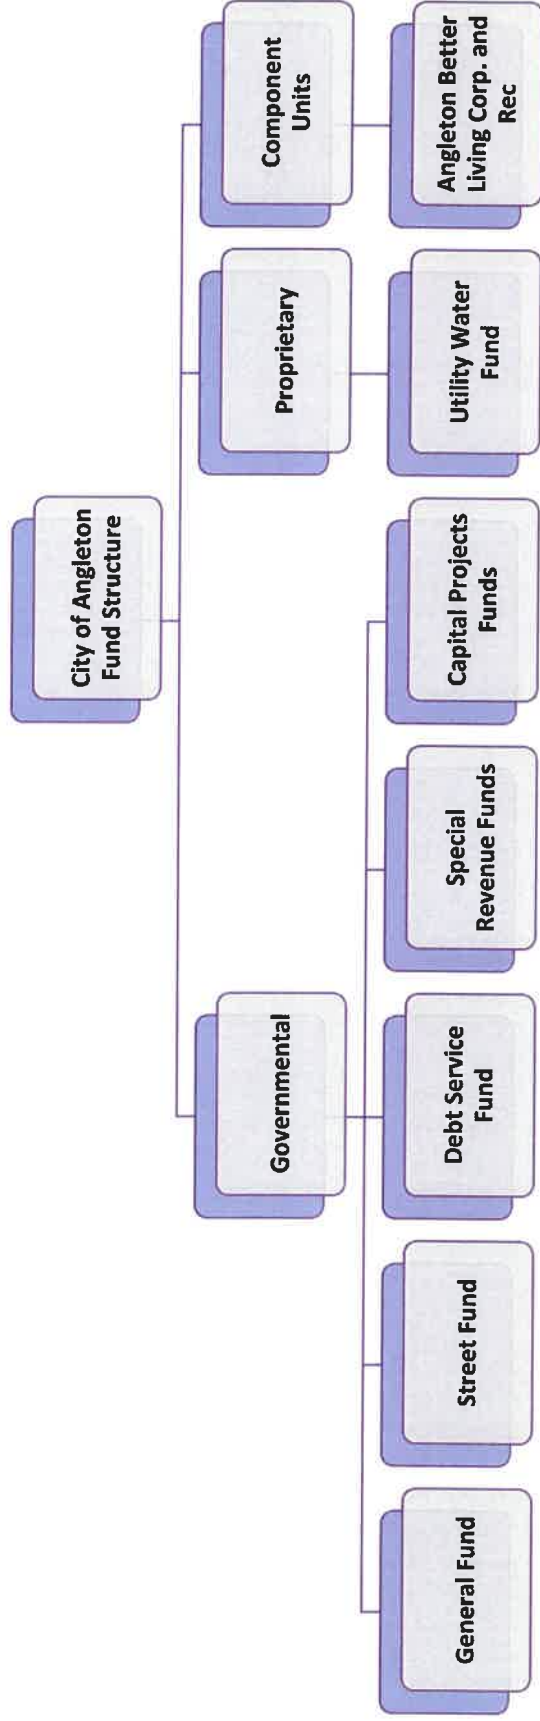 City of Angleton
Fund Structure
Governmental
Proprietary
Component
Units
General Fund
Street Fund
Debt Service
Fund
Special
Revenue Funds
Capital Projects
Funds
Utility Water
Fund
Angleton Better
Living Corp. and
Rec